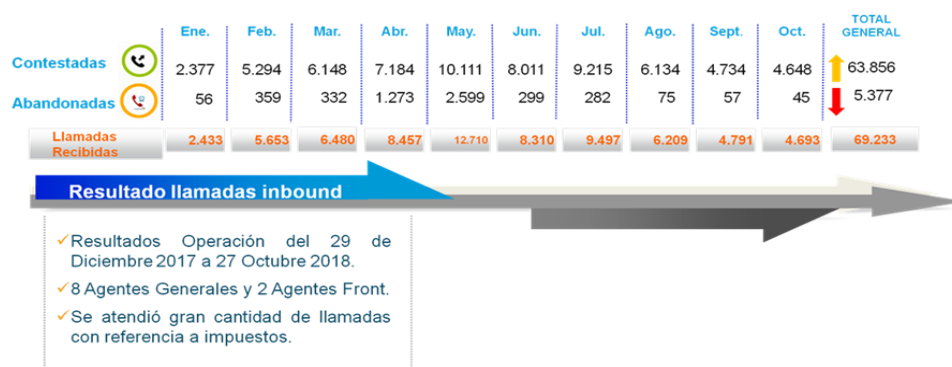 Ene. Feb. Mar. Abr. May. Jun. Jul. Ago. Sept. Oct. TOTAL GENERAL
Contestadas 2.377 5.294 6.148 7.184 10.111 8.011 9.215 6.134 4.734 4.648 63.856
Abandonadas 56 359 332 1.273 2.599 299 282 75 57 45 5.377
Llamadas Recibidas 2.433 5.653 6.480 8.457 12.710 8.310 9.497 6.209 4.791 4.693 69.233
Resultado llamadas inbound
✓Resultados Operación del 29 de
Diciembre 2017 a 27 Octubre 2018.
✓8 Agentes Generales y 2 Agentes Front.
✓Se atendió gran cantidad de llamadas
con referencia a impuestos.